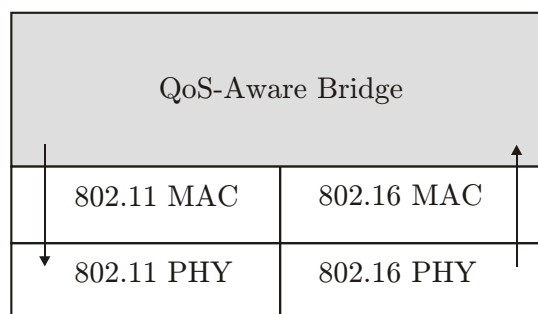 QoS-Aware Bridge
802.11 MAC
802.16 MAC
802.11 PHY
802.16 PHY